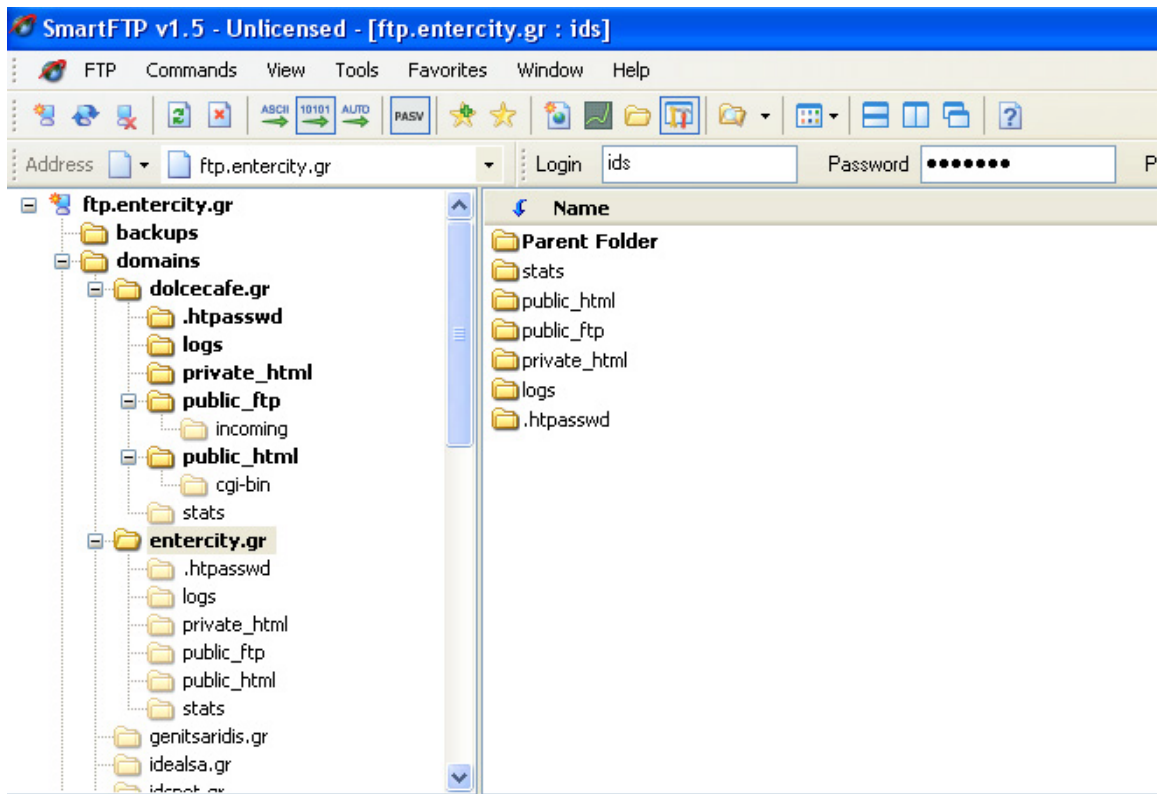 SmartFTP v1.5 - Unlicensed - [ftp.entercity.gr : ids]
FTP Commands View Tools Favorites Window Help
ASCII 10101 AUTO PASV
Address ftp.entercity.gr Login ids Password ●●●●●●● P
ftp.entercity.gr
backups
domains
dolcecafe.gr
.htpasswd
logs
private_html
public_ftp
incoming
public_html
cgi-bin
stats
entercity.gr
.htpasswd
logs
private_html
public_ftp
public_html
stats
genitsaridis.gr
idealsa.gr
Name
Parent Folder
stats
public_html
public_ftp
private_html
logs
.htpasswd